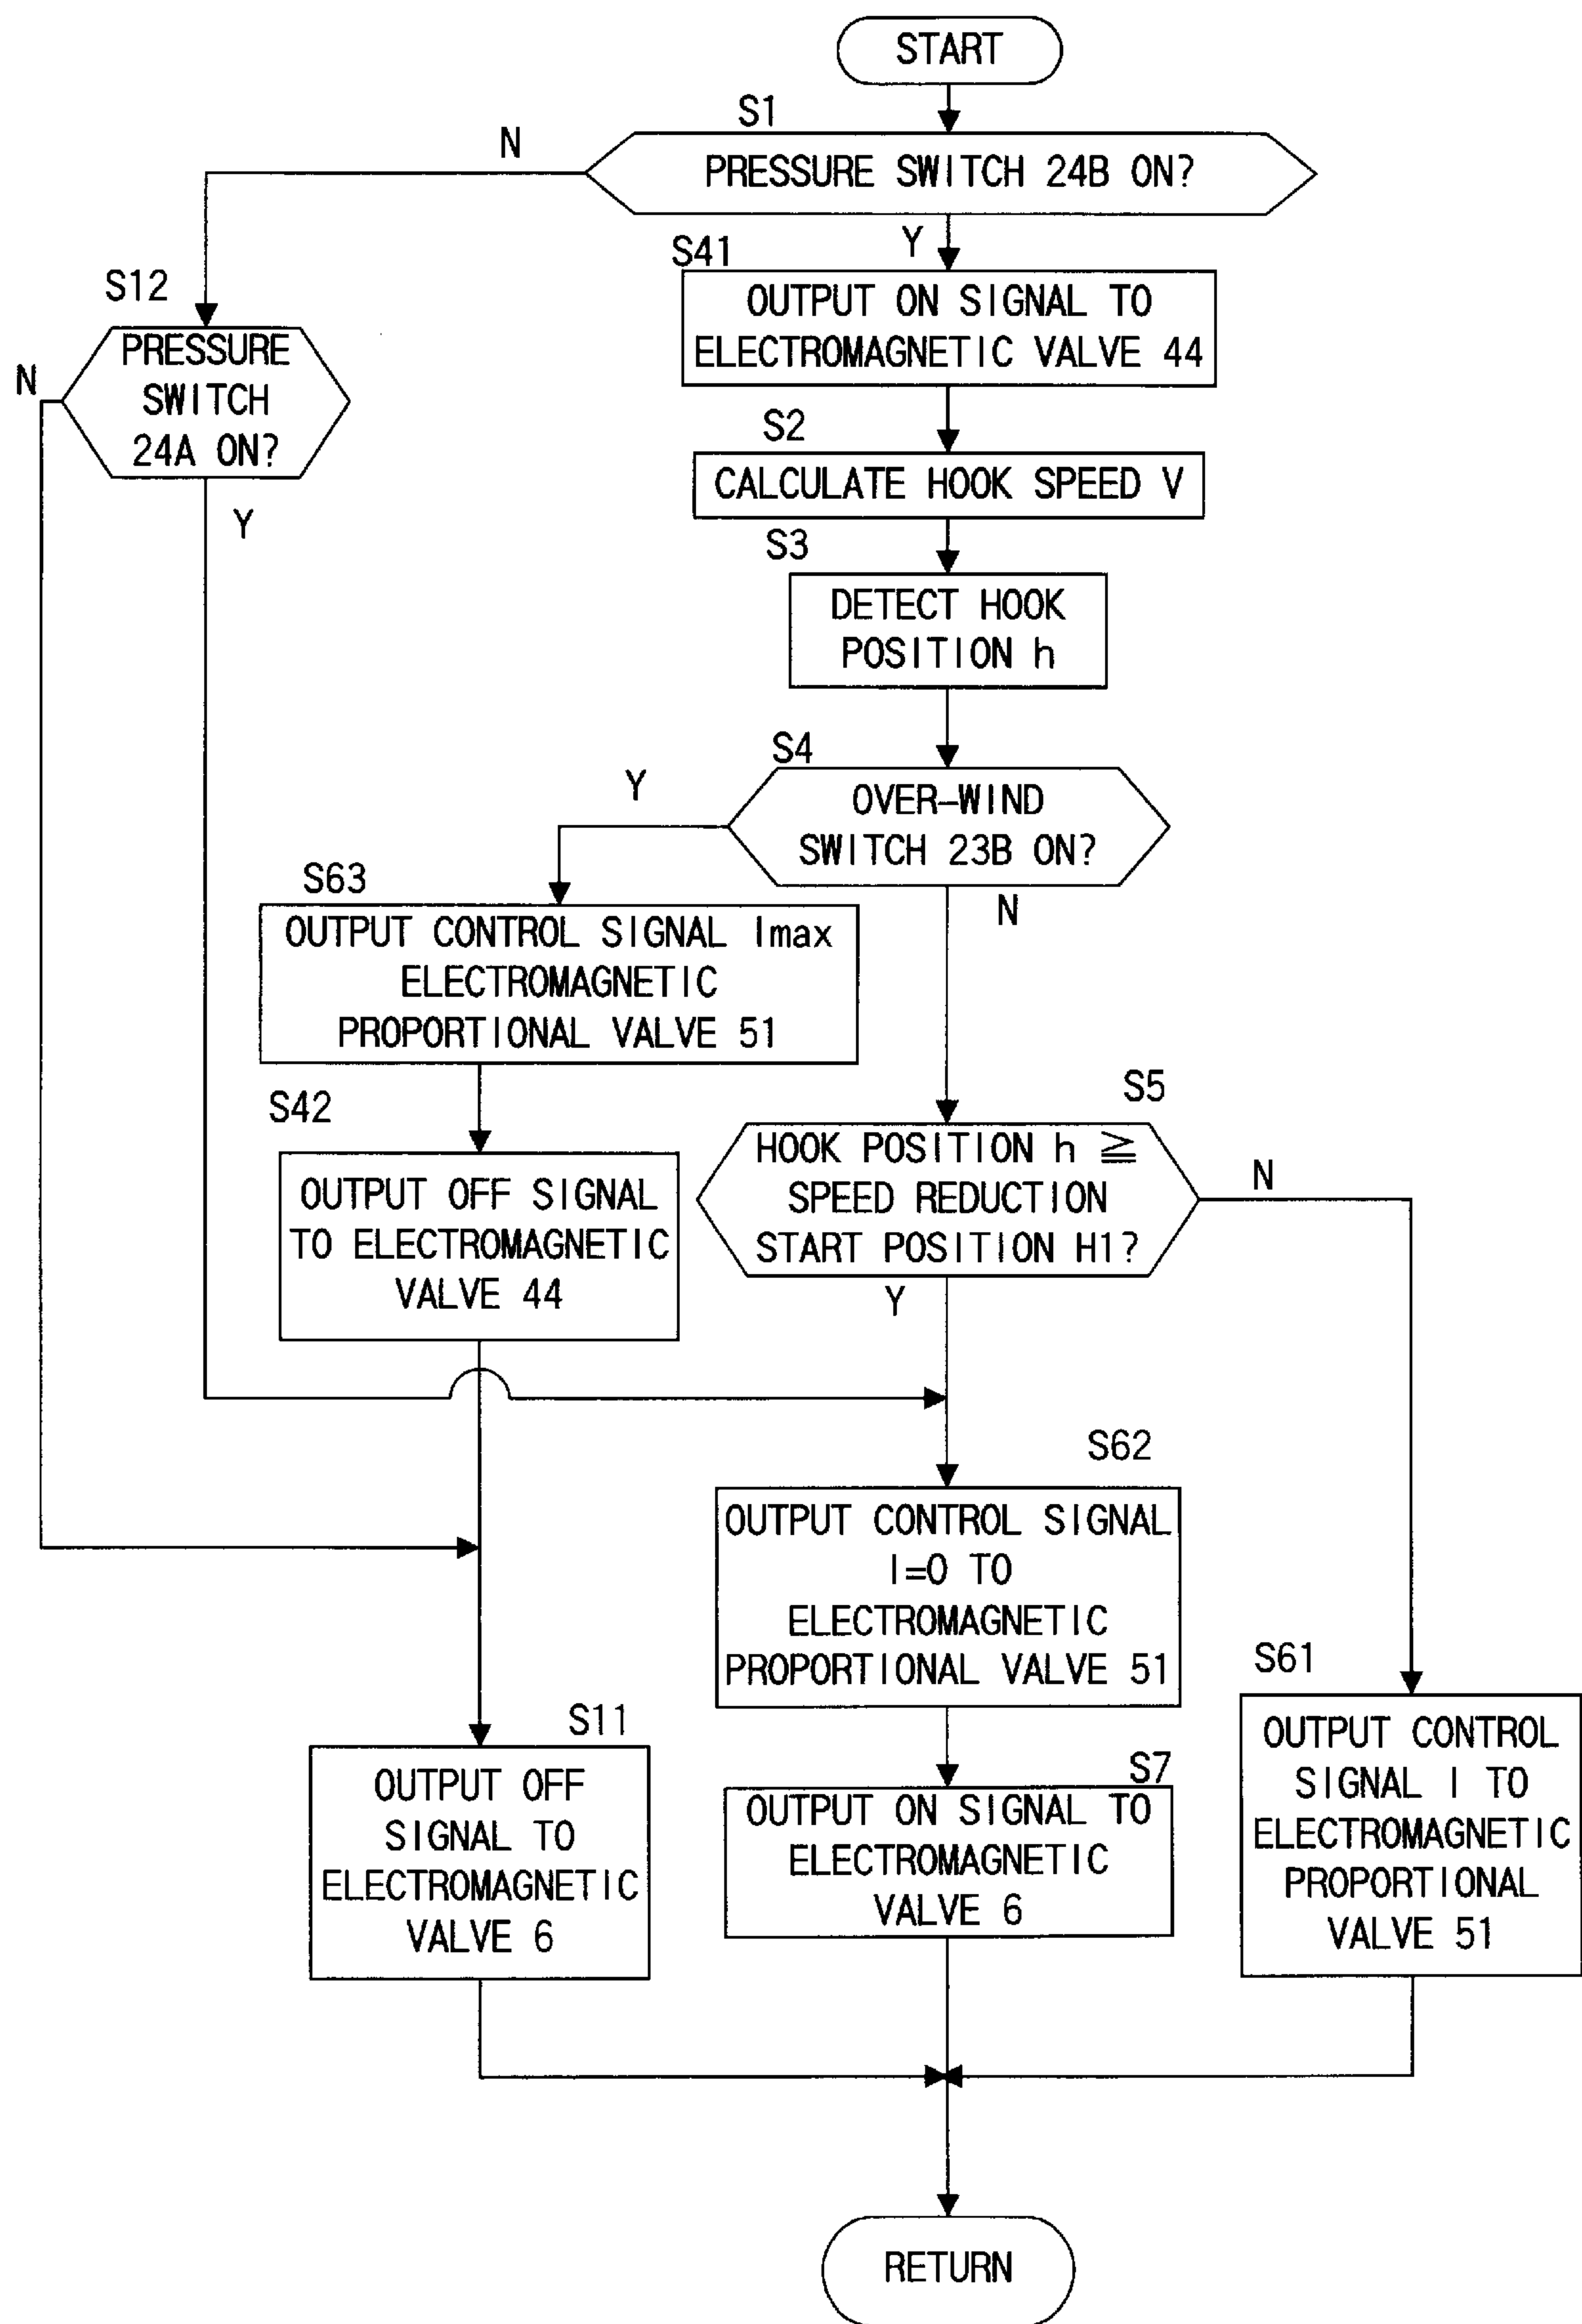 START
S1
N
PRESSURE SWITCH 24B ON?
Y
S41
OUTPUT ON SIGNAL TO
ELECTROMAGNETIC VALVE 44
S12
PRESSURE
SWITCH
24A ON?
N
Y
S2
CALCULATE HOOK SPEED V
S3
DETECT HOOK
POSITION h
S4
OVER-WIND
SWITCH 23B ON?
Y
N
S63
OUTPUT CONTROL SIGNAL Imax
ELECTROMAGNETIC
PROPORTIONAL VALVE 51
S42
OUTPUT OFF SIGNAL
TO ELECTROMAGNETIC
VALVE 44
S5
HOOK POSITION h ≧
SPEED REDUCTION
START POSITION H1?
N
Y
S62
OUTPUT CONTROL SIGNAL
I=0 TO
ELECTROMAGNETIC
PROPORTIONAL VALVE 51
S61
OUTPUT CONTROL
SIGNAL I TO
ELECTROMAGNETIC
PROPORTIONAL
VALVE 51
S11
OUTPUT OFF
SIGNAL TO
ELECTROMAGNETIC
VALVE 6
S7
OUTPUT ON SIGNAL TO
ELECTROMAGNETIC
VALVE 6
RETURN